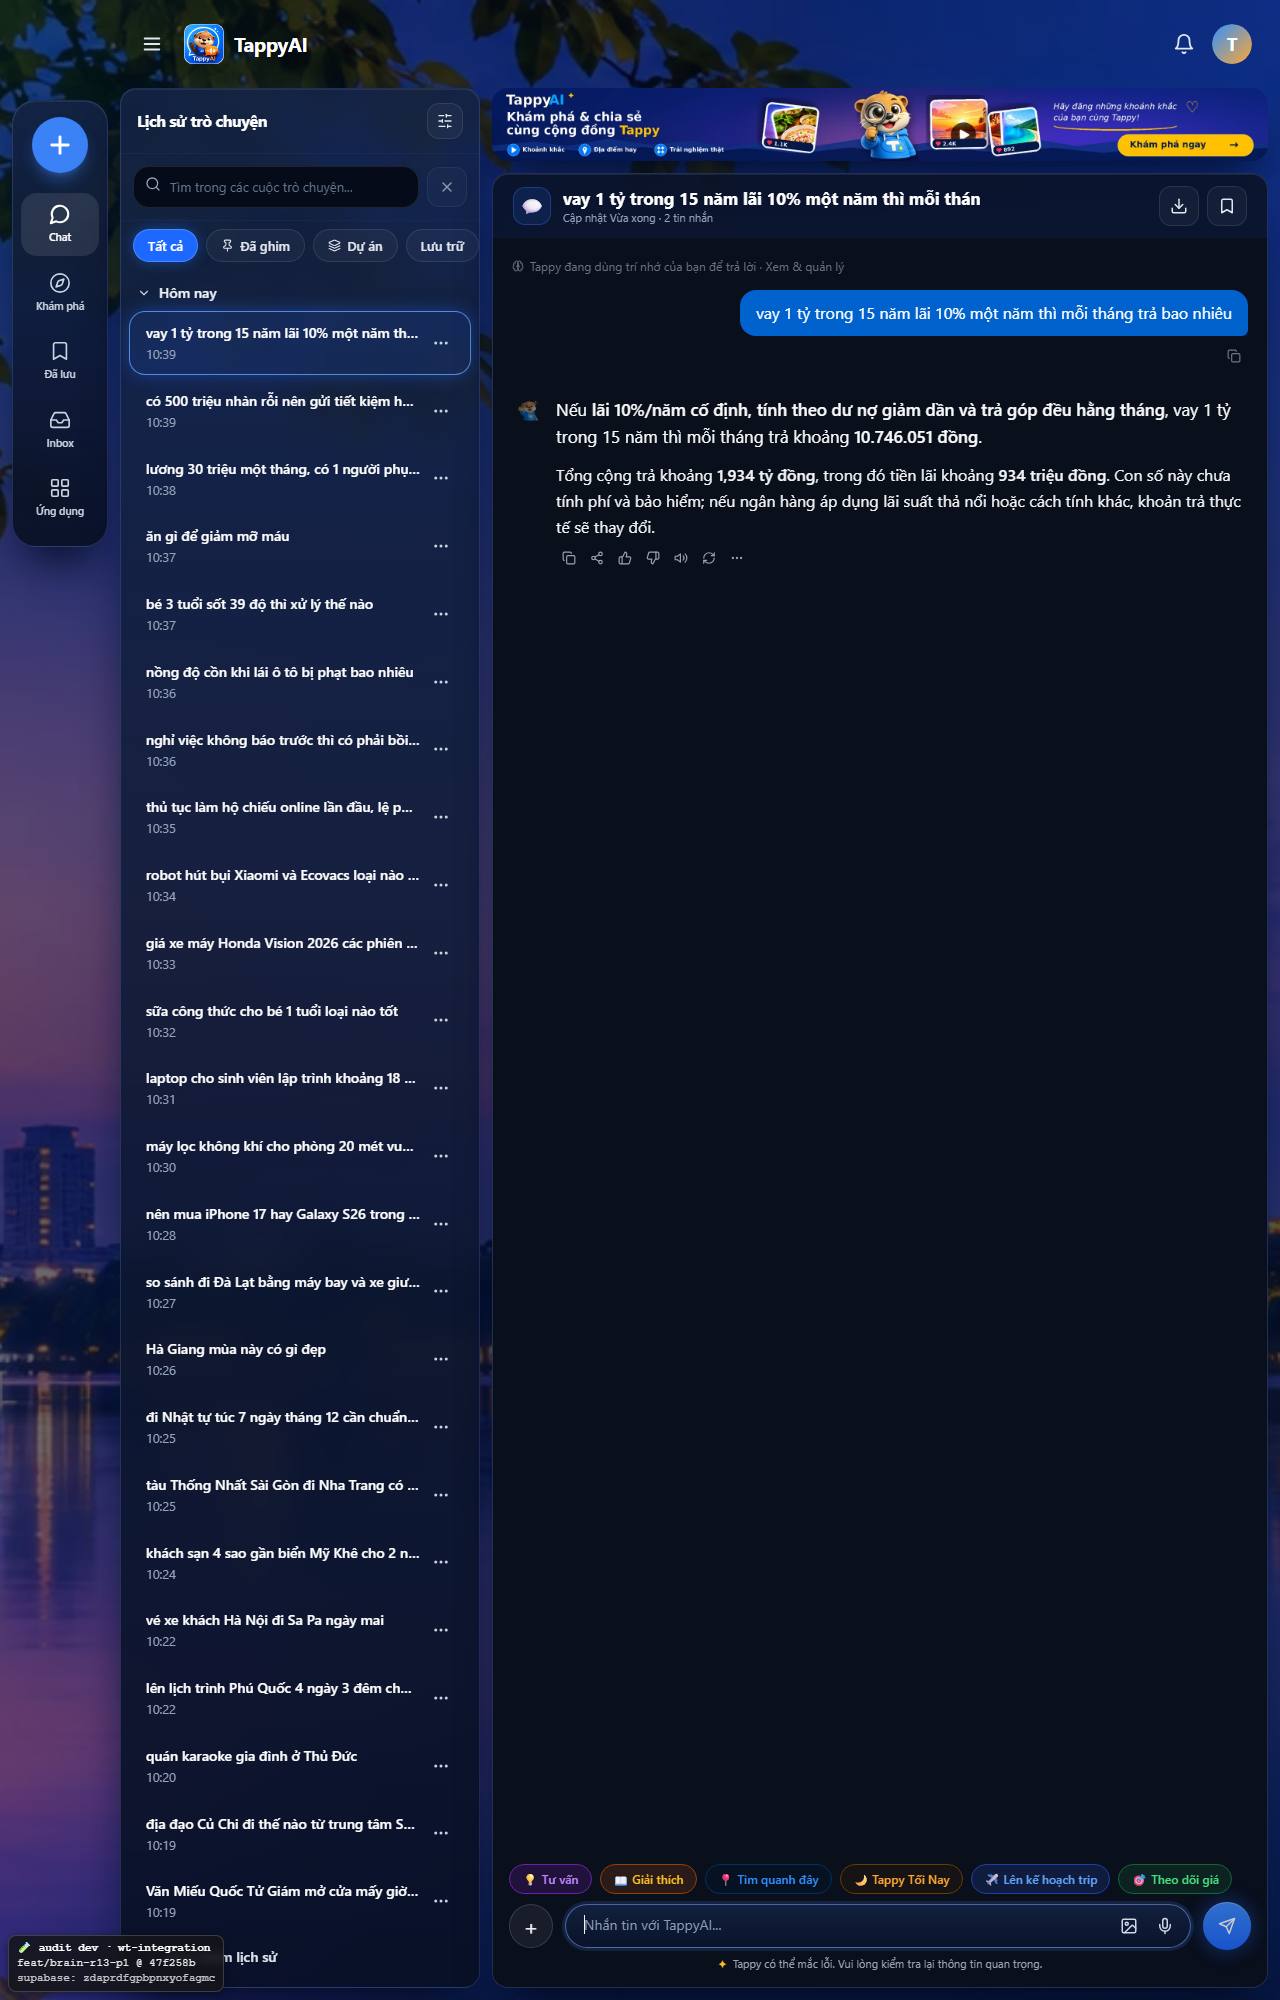 TappyAI
T
Chat
Khám phá
Đã lưu
Inbox
Ứng dụng
Lịch sử trò chuyện
Tìm trong các cuộc trò chuyện...
Tất cả
Đã ghim
Dự án
Lưu trữ
Hôm nay
vay 1 tỷ trong 15 năm lãi 10% một năm th...
10:39
có 500 triệu nhàn rỗi nên gửi tiết kiệm h...
10:39
lương 30 triệu một tháng, có 1 người phụ...
10:38
ăn gì để giảm mỡ máu
10:37
bé 3 tuổi sốt 39 độ thì xử lý thế nào
10:37
nồng độ cồn khi lái ô tô bị phạt bao nhiêu
10:36
nghỉ việc không báo trước thì có phải bồi...
10:36
thủ tục làm hộ chiếu online lần đầu, lệ p...
10:35
robot hút bụi Xiaomi và Ecovacs loại nào ...
10:34
giá xe máy Honda Vision 2026 các phiên ...
10:33
sữa công thức cho bé 1 tuổi loại nào tốt
10:32
laptop cho sinh viên lập trình khoảng 18 ...
10:31
máy lọc không khí cho phòng 20 mét vu...
10:30
nên mua iPhone 17 hay Galaxy S26 trong ...
10:28
so sánh đi Đà Lạt bằng máy bay và xe giư...
10:27
Hà Giang mùa này có gì đẹp
10:26
đi Nhật tự túc 7 ngày tháng 12 cần chuẩn...
10:25
tàu Thống Nhất Sài Gòn đi Nha Trang có ...
10:25
khách sạn 4 sao gần biển Mỹ Khê cho 2 n...
10:24
vé xe khách Hà Nội đi Sa Pa ngày mai
10:22
lên lịch trình Phú Quốc 4 ngày 3 đêm ch...
10:22
quán karaoke gia đình ở Thủ Đức
10:20
địa đạo Củ Chi đi thế nào từ trung tâm S...
10:19
Văn Miếu Quốc Tử Giám mở cửa mấy giờ...
10:19
lịch sử
audit dev · wt-integration
feat/brain-r13-p1 @ 47f258b
supabase: zdaprdfgpbpnxyofagmc
TappyAI
Khám phá & chia sẻ
cùng cộng đồng Tappy
Khoảnh khắc
Địa điểm hay
Trải nghiệm thật
1.1K
2.4K
892
Hãy đăng những khoảnh khắc
của bạn cùng Tappy!
Khám phá ngay →
vay 1 tỷ trong 15 năm lãi 10% một năm thì mỗi thán
Cập nhật Vừa xong · 2 tin nhắn
Tappy đang dùng trí nhớ của bạn để trả lời · Xem & quản lý
vay 1 tỷ trong 15 năm lãi 10% một năm thì mỗi tháng trả bao nhiêu
Nếu lãi 10%/năm cố định, tính theo dư nợ giảm dần và trả góp đều hằng tháng, vay 1 tỷ
trong 15 năm thì mỗi tháng trả khoảng 10.746.051 đồng.
Tổng cộng trả khoảng 1,934 tỷ đồng, trong đó tiền lãi khoảng 934 triệu đồng. Con số này chưa
tính phí và bảo hiểm; nếu ngân hàng áp dụng lãi suất thả nổi hoặc cách tính khác, khoản trả thực
tế sẽ thay đổi.
Tư vấn
Giải thích
Tìm quanh đây
Tappy Tối Nay
Lên kế hoạch trip
Theo dõi giá
Nhắn tin với TappyAI...
Tappy có thể mắc lỗi. Vui lòng kiểm tra lại thông tin quan trọng.